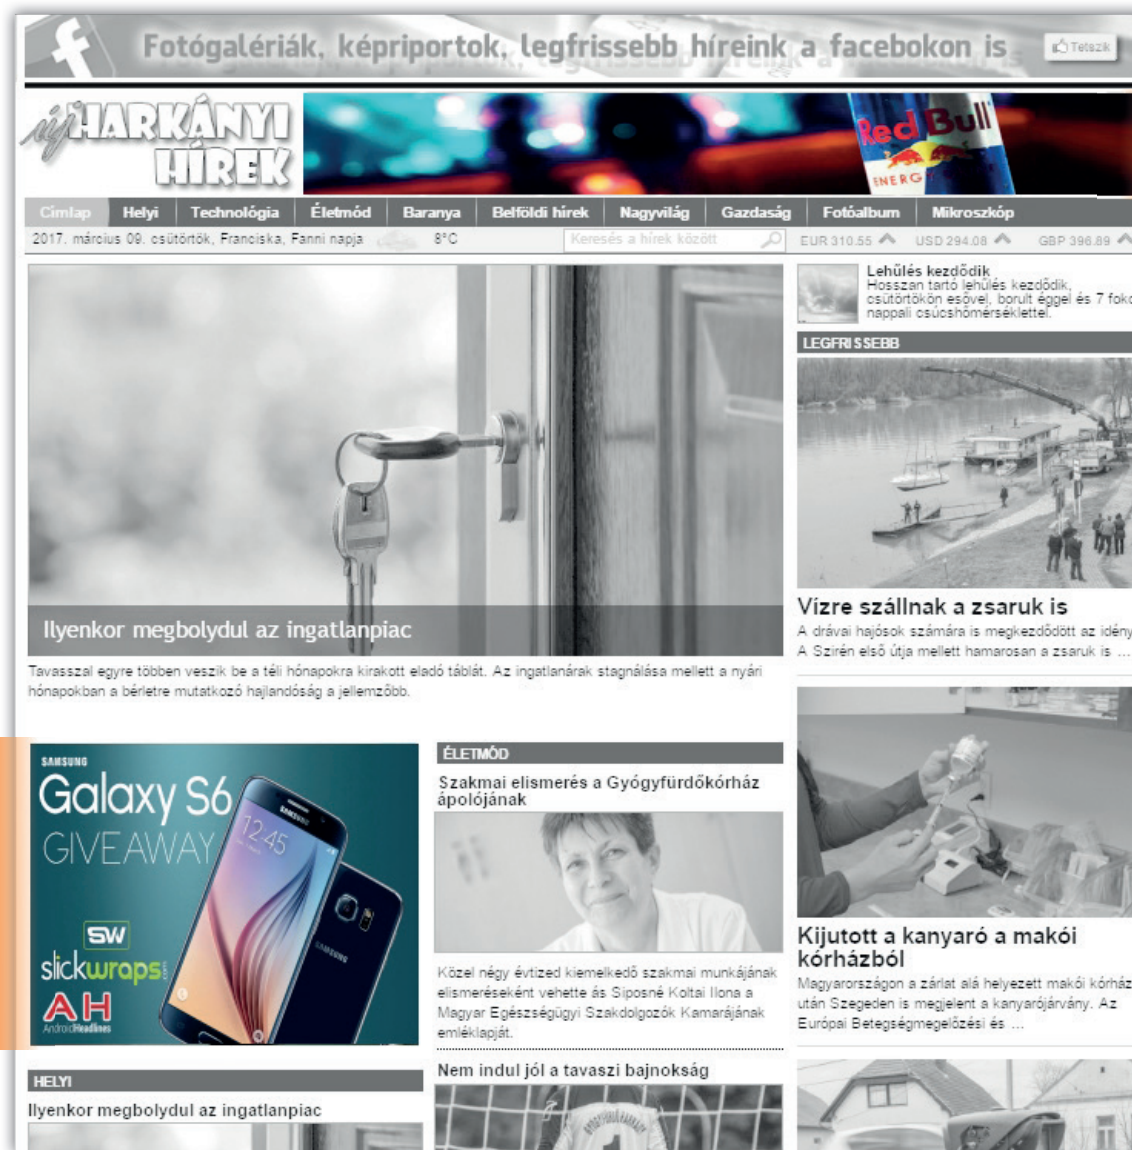 Fotógalériák, képriportok, legfrissebb híreink a facebokon is
Tetszik
új HARKÁNYI
HÍREK
Red Bull
ENERG
Címlap Helyi Technológia Életmód Baranya Belföldi hírek Nagyvilág Gazdaság Fotóalbum Mikroszkóp
2017. március 09. csütörtök, Franciska, Fanni napja 8°C Keresés a hírek között EUR 310.55 USD 294.08 GBP 396.89
Lehűlés kezdődik
Hosszan tartó lehűlés kezdődik,
csütörtökön esővel, borult éggel és 7 foko
nappali csúcshőmérséklettel.
LEGFRISSEBB
Vízre szállnak a zsaruk is
A drávai hajósok számára is megkezdődött az idény
A Szirén első útja mellett hamarosan a zsaruk is ...
Ilyenkor megbolydul az ingatlanpiac
Tavasszal egyre többen veszik be a téli hónapokra kirakott eladó táblát. Az ingatlanárak stagnálása mellett a nyári
hónapokban a bérletre mutatkozó hajlandóság a jellemzőbb.
SAMSUNG
Galaxy S6
GIVEAWAY
12:45
SAMSUNG
SAMSUNG
SW
slickwraps.com
AH
AndroidHeadlines
ÉLETMÓD
Szakmai elismerés a Gyógyfürdőkórház
ápolójának
Közel négy évtized kiemelkedő szakmai munkájának
elismeréseként vehette ás Siposné Koltai Ilona a
Magyar Egészségügyi Szakdolgozók Kamarájának
emléklapját.
Nem indul jól a tavaszi bajnokság
1
Kijutott a kanyaró a makói
kórházból
Magyarországon a zárlat alá helyezett makói kórház
után Szegeden is megjelent a kanyarójárvány. Az
Európai Betegségmegelőzési és ...
HELYI
Ilyenkor megbolydul az ingatlanpiac